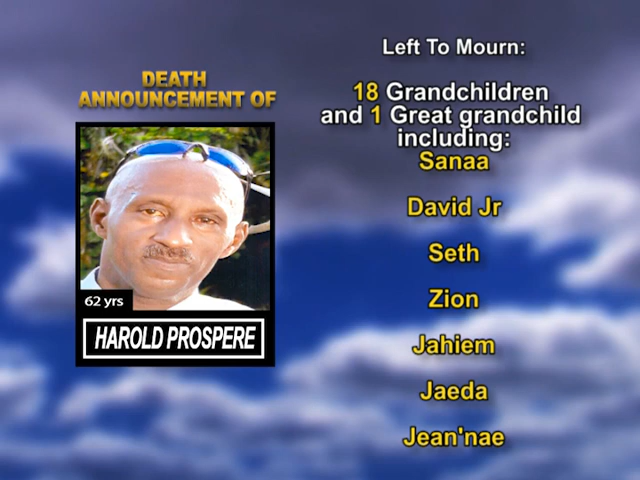 DEATH
ANNOUNCEMENT OF
62 yrs
HAROLD PROSPERE
Left To Mourn:
18 Grandchildren
and 1 Great grandchild
including:
Sanaa
David Jr
Seth
Zion
Jahiem
Jaeda
Jean'nae